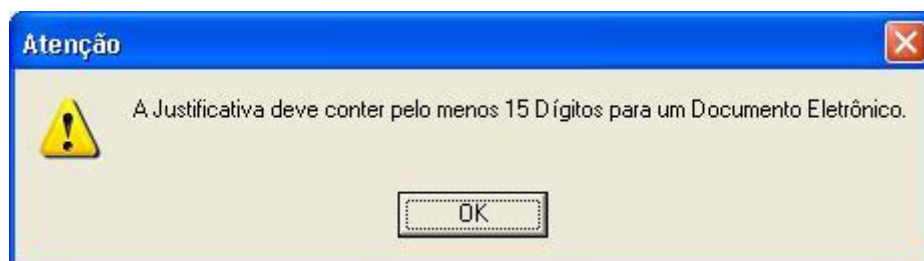 Atenção
A Justificativa deve conter pelo menos 15 Dígitos para um Documento Eletrônico.
OK